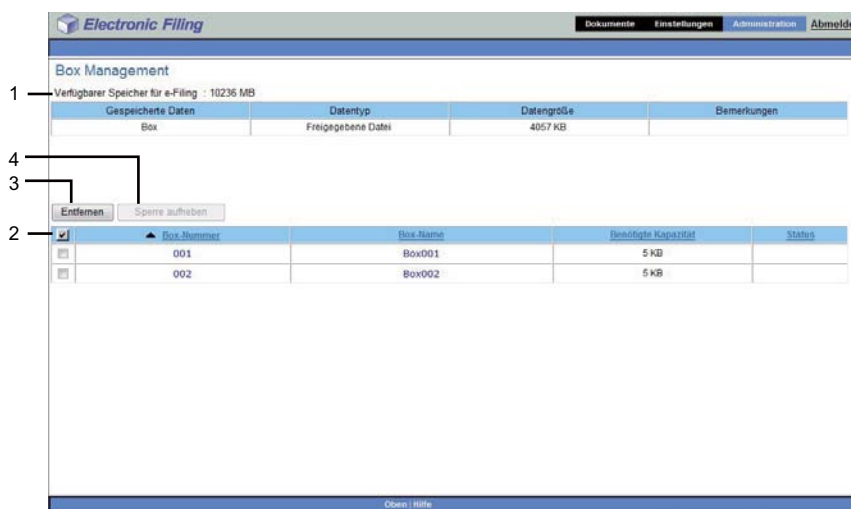 Electronic Filing
Dokumente Einstellungen Administration Abmelde
Box Management
1 Verfügbarer Speicher für e-Filing : 10236 MB
Gespeicherte Daten Datentyp Datengröße Bemerkungen
Box Freigegebene Datei 4057 KB
4
3
Entfernen Sperre aufheben
2 Box-Nummer Box-Name Benötigte Kapazität Status
001 Box001 5 KB
002 Box002 5 KB
Oben | Hilfe